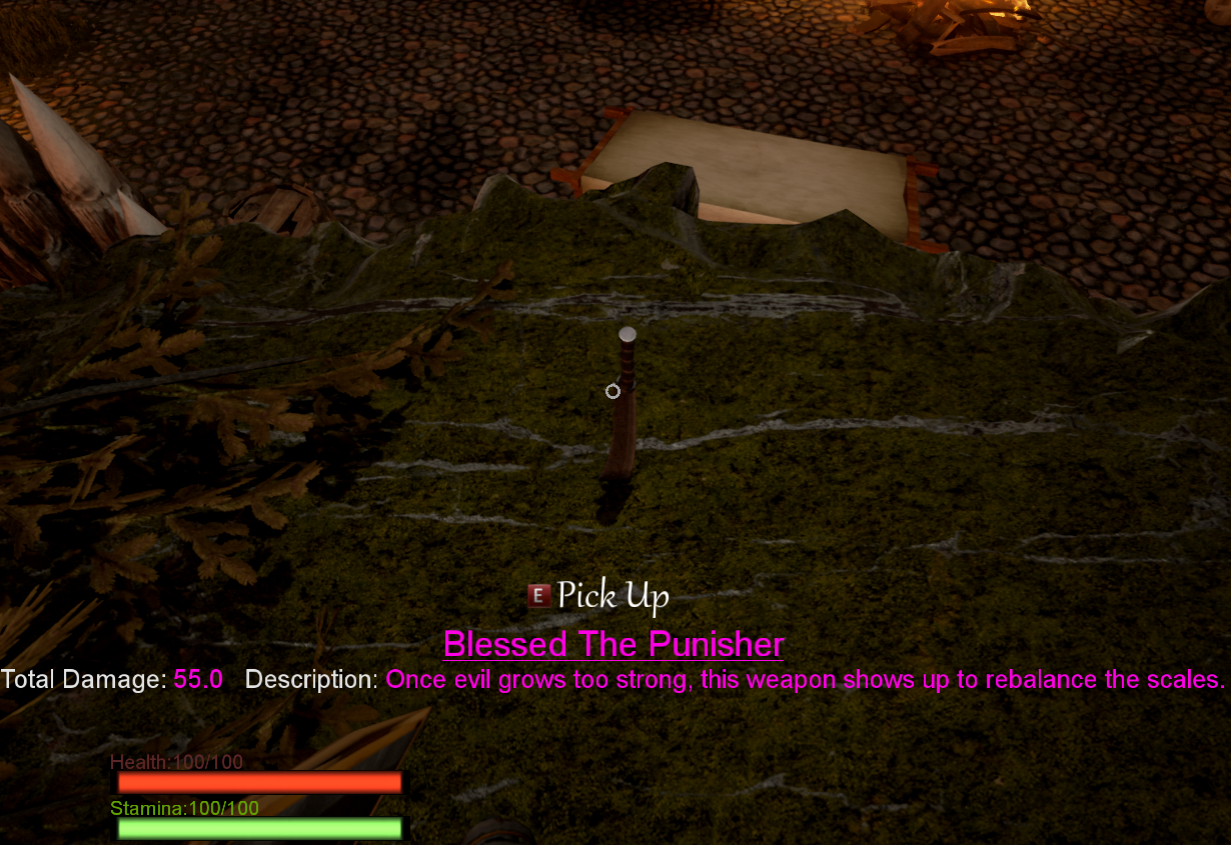 E Pick Up
Blessed The Punisher
Total Damage: 55.0 Description: Once evil grows too strong, this weapon shows up to rebalance the scales.
Health:100/100
Stamina:100/100